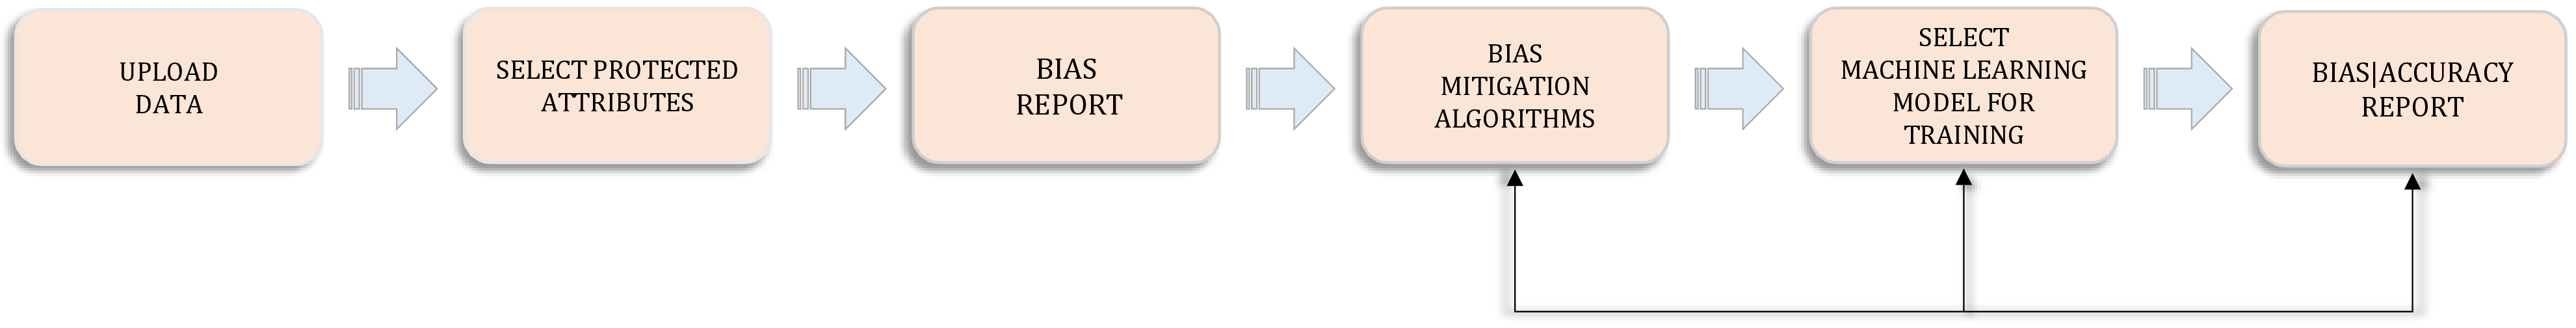 UPLOAD
DATA
SELECT PROTECTED
ATTRIBUTES
BIAS
REPORT
BIAS
MITIGATION
ALGORITHMS
SELECT
MACHINE LEARNING
MODEL FOR
TRAINING
BIAS|ACCURACY
REPORT